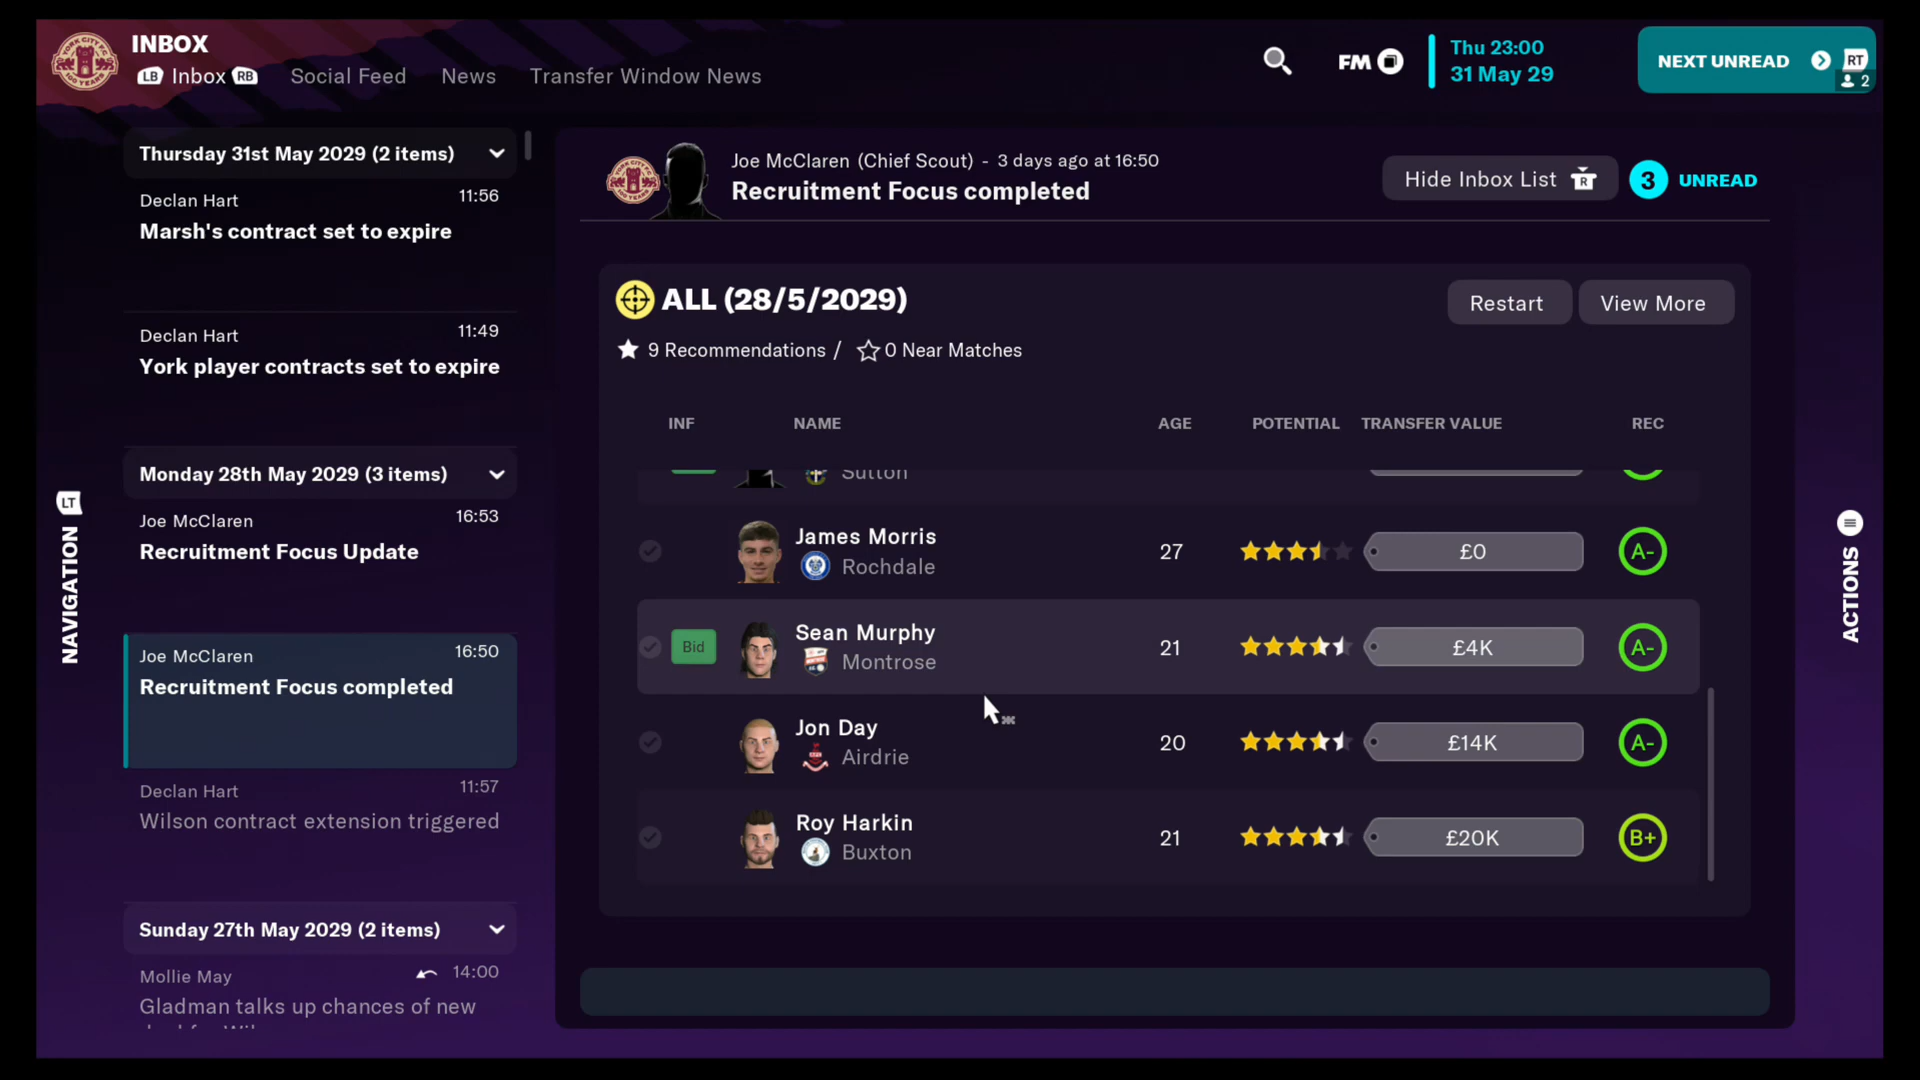 INBOX
LB Inbox RB Social Feed News Transfer Window News
FM
Thu 23:00
31 May 29
NEXT UNREAD RT
2
Thursday 31st May 2029 (2 items)
Declan Hart 11:56
Marsh's contract set to expire
Declan Hart 11:49
York player contracts set to expire
Monday 28th May 2029 (3 items)
Joe McClaren 16:53
Recruitment Focus Update
Joe McClaren 16:50
Recruitment Focus completed
Declan Hart 11:57
Wilson contract extension triggered
Sunday 27th May 2029 (2 items)
Mollie May 14:00
Gladman talks up chances of new
LT
NAVIGATION
Joe McClaren (Chief Scout) - 3 days ago at 16:50
Recruitment Focus completed
Hide Inbox List R
3 UNREAD
ALL (28/5/2029)
Restart View More
9 Recommendations / 0 Near Matches
INF NAME AGE POTENTIAL TRANSFER VALUE REC
Sutton
James Morris
Rochdale
27 £0 A-
Bid
Sean Murphy
Montrose
21 £4K A-
Jon Day
Airdrie
20 £14K A-
Roy Harkin
Buxton
21 £20K B+
ACTIONS